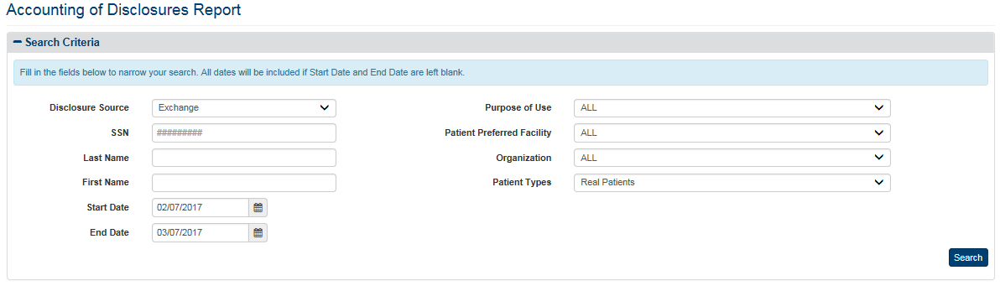 Accounting of Disclosures Report
Search Criteria
Fill in the fields below to narrow your search. All dates will be included if Start Date and End Date are left blank.
Disclosure Source Exchange Purpose of Use ALL
SSN ######### Patient Preferred Facility ALL
Last Name Organization ALL
First Name Patient Types Real Patients
Start Date 02/07/2017
End Date 03/07/2017
Search